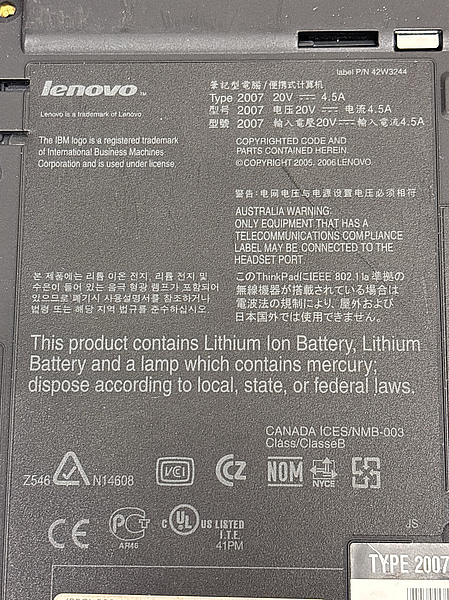 label P/N 42W3244
lenovo™
Lenovo is a trademark of Lenovo.
The IBM logo is a registered trademark
of International Business Machines
Corporation and is used under license.
筆記型電腦/便携式计算机
Type 2007 20V ⎓ 4.5A
型号 2007 电压20V ⎓ 电流4.5A
型號 2007 輸入電壓20V ⎓ 輸入電流4.5A
COPYRIGHTED CODE AND
PARTS CONTAINED HEREIN.
©COPYRIGHT 2005, 2006 LENOVO.
警告:电网电压与电源设置电压必须相符
AUSTRALIA WARNING:
ONLY EQUIPMENT THAT HAS A
TELECOMMUNICATIONS COMPLIANCE
LABEL MAY BE CONNECTED TO THE
HEADSET PORT.
본 제품에는 리튬 이온 전지, 리튬 전지 및
수은이 들어 있는 음극 형광 램프가 포함되어
있으므로 폐기시 사용설명서를 참조하거나
법령 또는 해당 지역 법규를 준수하십시오.
このThinkPadにIEEE 802.11a 準拠の
無線機器が搭載されている場合は
電波法の規制により、屋外および
日本国外では使用できません。
This product contains Lithium Ion Battery, Lithium
Battery and a lamp which contains mercury;
dispose according to local, state, or federal laws.
CANADA ICES/NMB-003
Class/ClasseB
Z546 N14608
VCI
NOM
NYCE
CE
PCT
AR46
C UL US LISTED
I.T.E.
41PM
JS
TYPE 2007